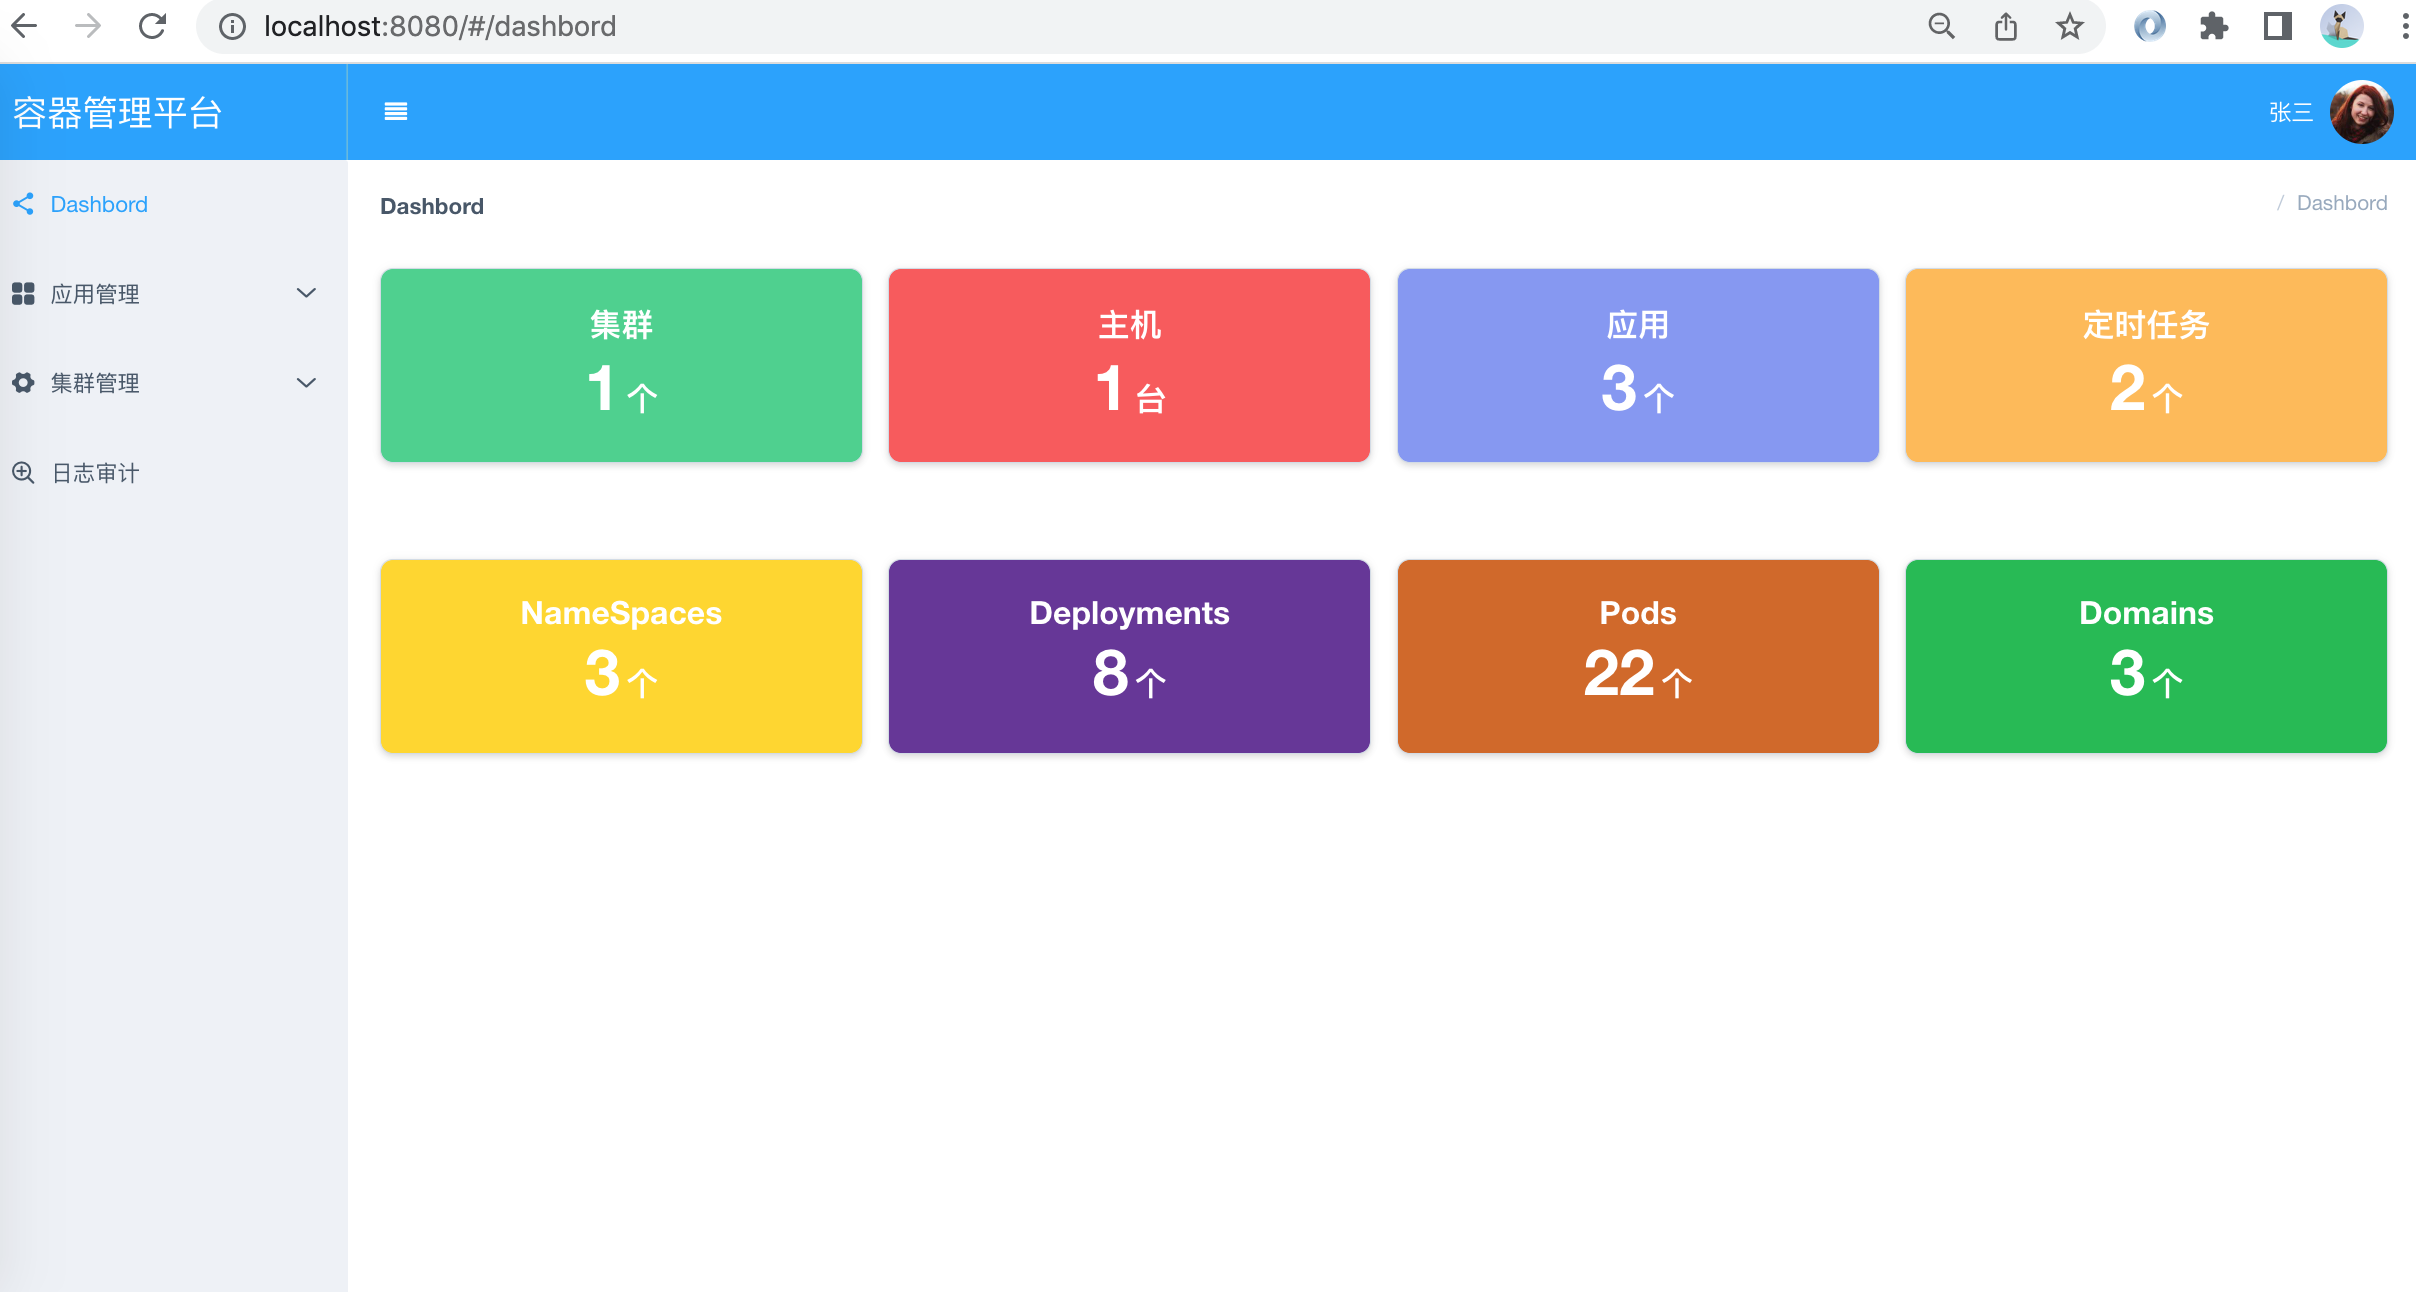 localhost:8080/#/dashbord
容器管理平台
张三
Dashbord
应用管理
集群管理
日志审计
Dashbord
/ Dashbord
集群
1 个
主机
1 台
应用
3 个
定时任务
2 个
NameSpaces
3 个
Deployments
8 个
Pods
22 个
Domains
3 个